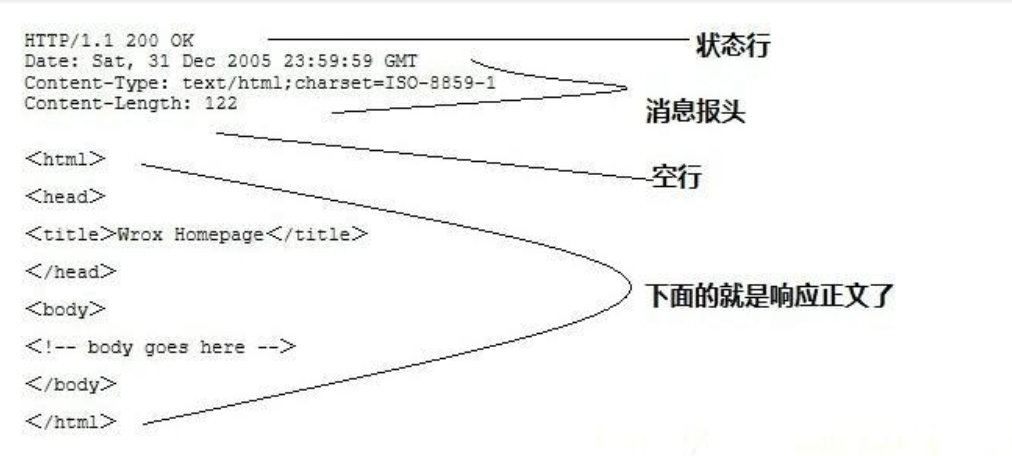 HTTP/1.1 200 OK
状态行
Date: Sat, 31 Dec 2005 23:59:59 GMT
Content-Type: text/html;charset=ISO-8859-1
Content-Length: 122
消息报头
空行
<html>
<head>
<title>Wrox Homepage</title>
</head>
<body>
下面的就是响应正文了
<!-- body goes here -->
</body>
</html>